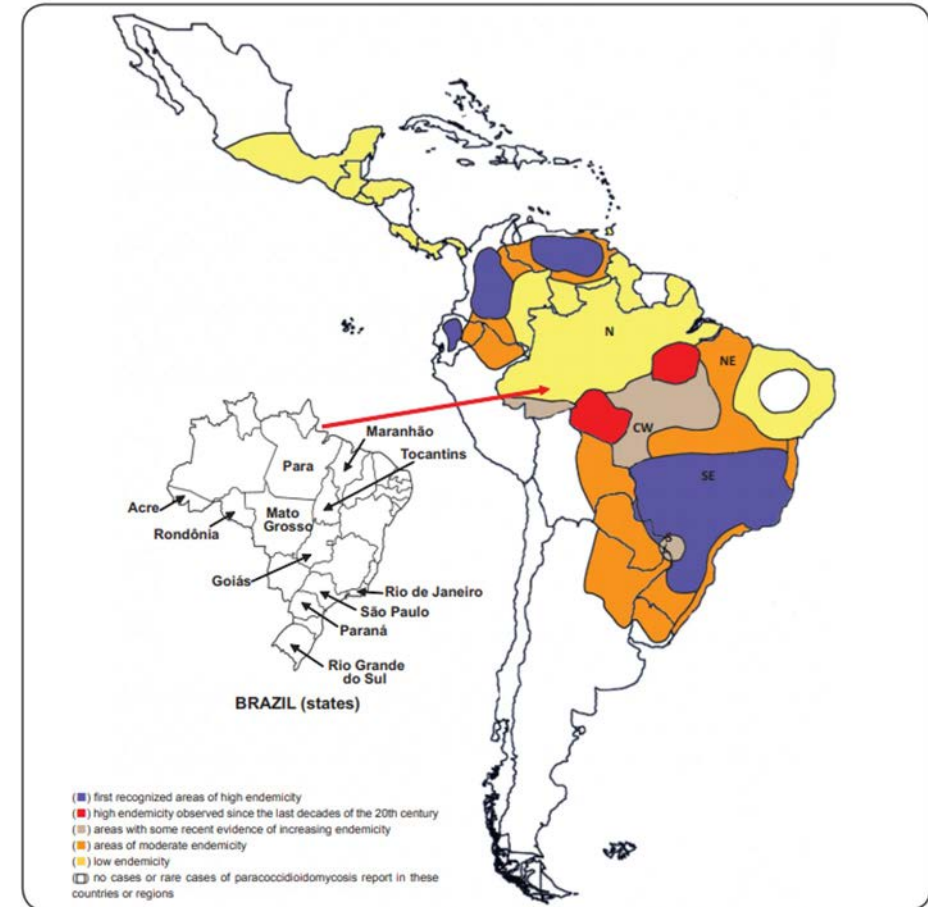 N
NE
CW
SE
Maranhão
Para
Tocantins
Acre
Mato
Grosso
Rondônia
Goiás
Rio de Janeiro
São Paulo
Paraná
Rio Grande
do Sul
BRAZIL (states)
(■) first recognized areas of high endemicity
(■) high endemicity observed since the last decades of the 20th century
(■) areas with some recent evidence of increasing endemicity
(■) areas of moderate endemicity
(■) low endemicity
(□) no cases or rare cases of paracoccidioidomycosis report in these
countries or regions